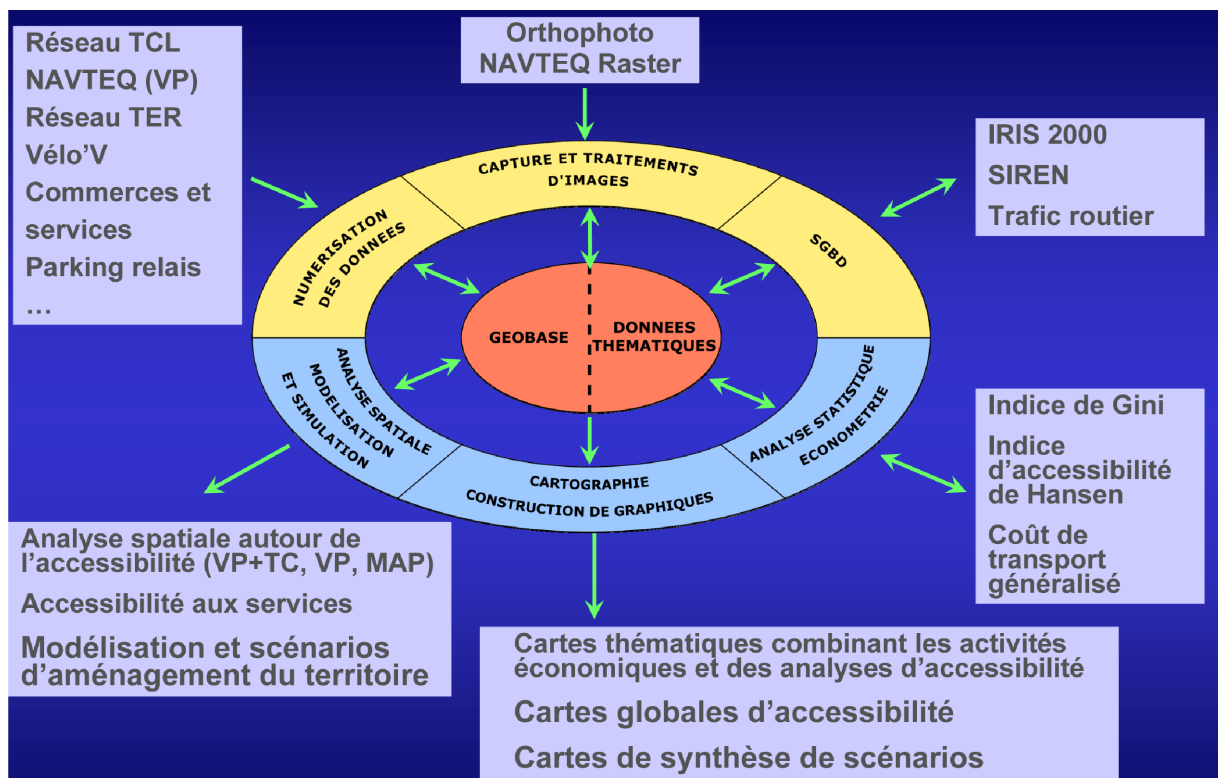 Réseau TCL
NAVTEQ (VP)
Réseau TER
Vélo’V
Commerces et
services
Parking relais
…
Orthophoto
NAVTEQ Raster
IRIS 2000
SIREN
Trafic routier
CAPTURE ET TRAITEMENTS
D'IMAGES
NUMERISATION
DES DONNEES
SGBD
GEOBASE
DONNEES
THEMATIQUES
ANALYSE SPATIALE
MODELISATION
ET SIMULATION
CARTOGRAPHIE
CONSTRUCTION DE GRAPHIQUES
ANALYSE STATISTIQUE
ECONOMETRIE
Indice de Gini
Indice
d’accessibilité
de Hansen
Coût de
transport
généralisé
Analyse spatiale autour de
l’accessibilité (VP+TC, VP, MAP)
Accessibilité aux services
Modélisation et scénarios
d’aménagement du territoire
Cartes thématiques combinant les activités
économiques et des analyses d’accessibilité
Cartes globales d’accessibilité
Cartes de synthèse de scénarios